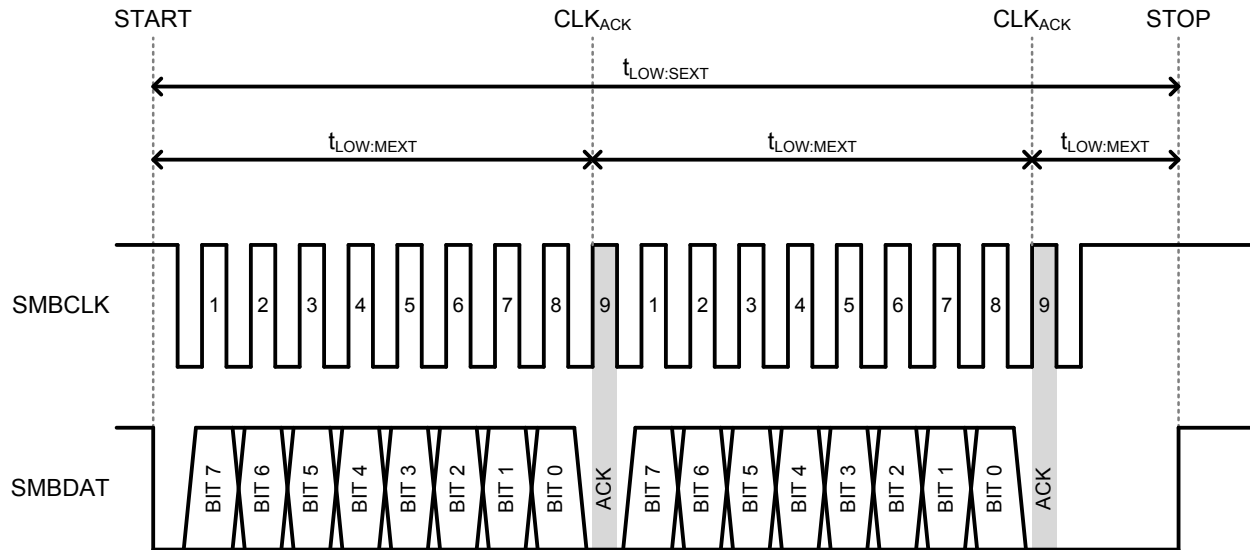 START CLKACK CLKACK STOP
tLOW:SEXT
tLOW:MEXT tLOW:MEXT tLOW:MEXT
SMBCLK 1 2 3 4 5 6 7 8 9 1 2 3 4 5 6 7 8 9
SMBDAT BIT 7 BIT 6 BIT 5 BIT 4 BIT 3 BIT 2 BIT 1 BIT 0 ACK BIT 7 BIT 6 BIT 5 BIT 4 BIT 3 BIT 2 BIT 1 BIT 0 ACK